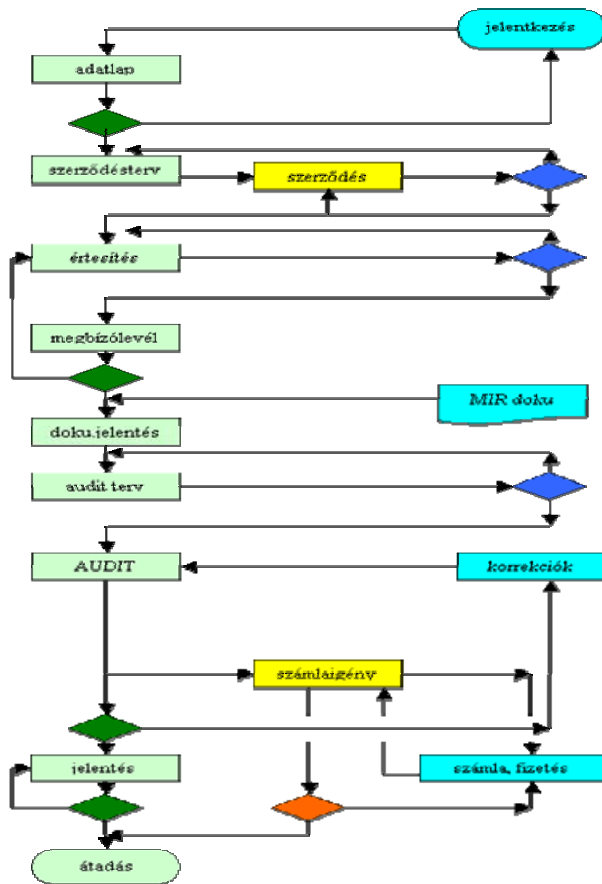 jelentkezés
adatlap
szerződésterv
szerződés
értesítés
megbízólevél
MIR doku
doku.jelentés
audit terv
AUDIT
korrekciók
számlaigény
jelentés
számla, fizetés
átadás